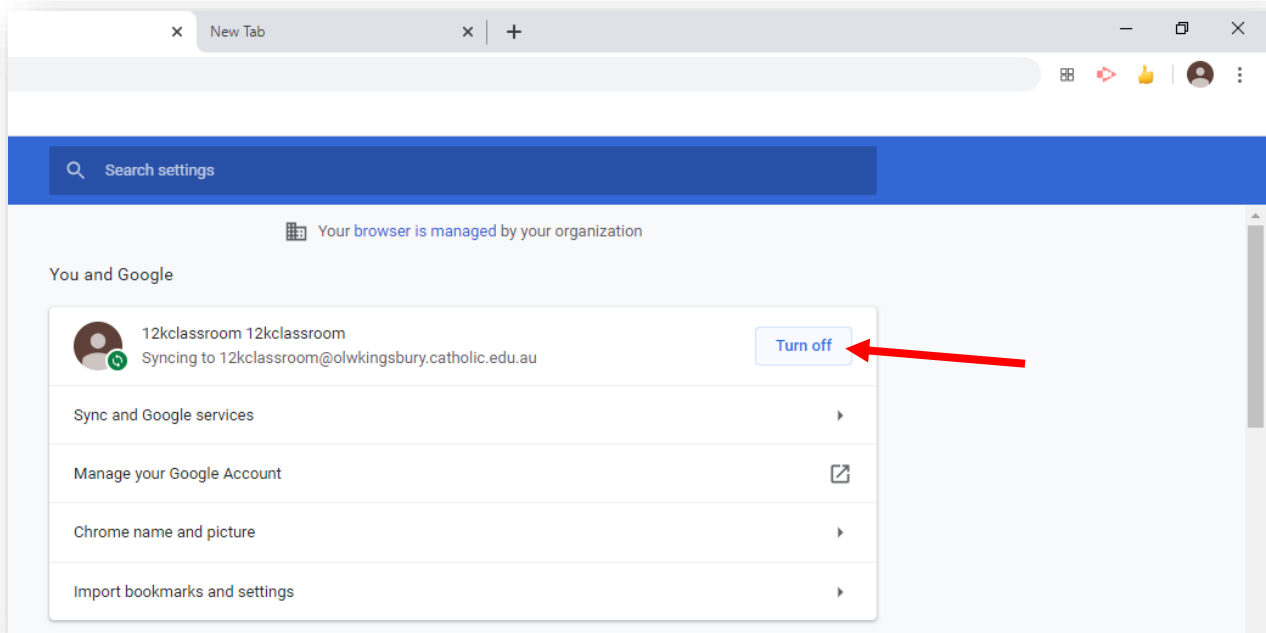 New Tab
Search settings
Your browser is managed by your organization
You and Google
12kclassroom 12kclassroom
Syncing to 12kclassroom@olwkingsbury.catholic.edu.au
Turn off
Sync and Google services
Manage your Google Account
Chrome name and picture
Import bookmarks and settings